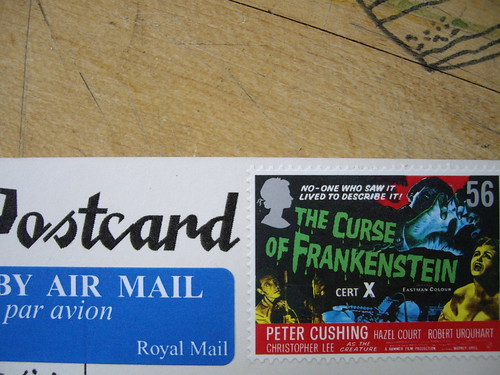 Postcard
BY AIR MAIL
par avion
Royal Mail
56
NO-ONE WHO SAW IT
LIVED TO DESCRIBE IT!
THE CURSE
OF FRANKENSTEIN
CERT X
EASTMAN COLOUR
PETER CUSHING HAZEL COURT ROBERT URQUHART
CHRISTOPHER LEE AS THE CREATURE A HAMMER FILM PRODUCTION